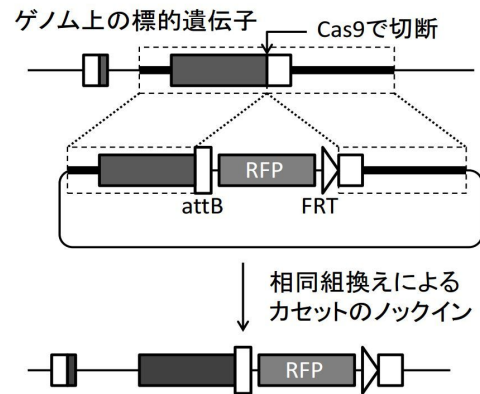 ゲノム上の標的遺伝子
Cas9で切断
RFP
attB
FRT
相同組換えによる
カセットのノックイン
RFP